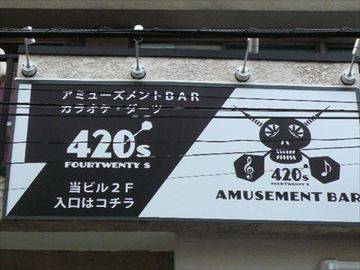 アミューズメントBAR
カラオケ・ダーツ
420s
FOURTWENTY S
当ビル2F
入口はコチラ
420s
FOURTWENTY S
AMUSEMENT BAR